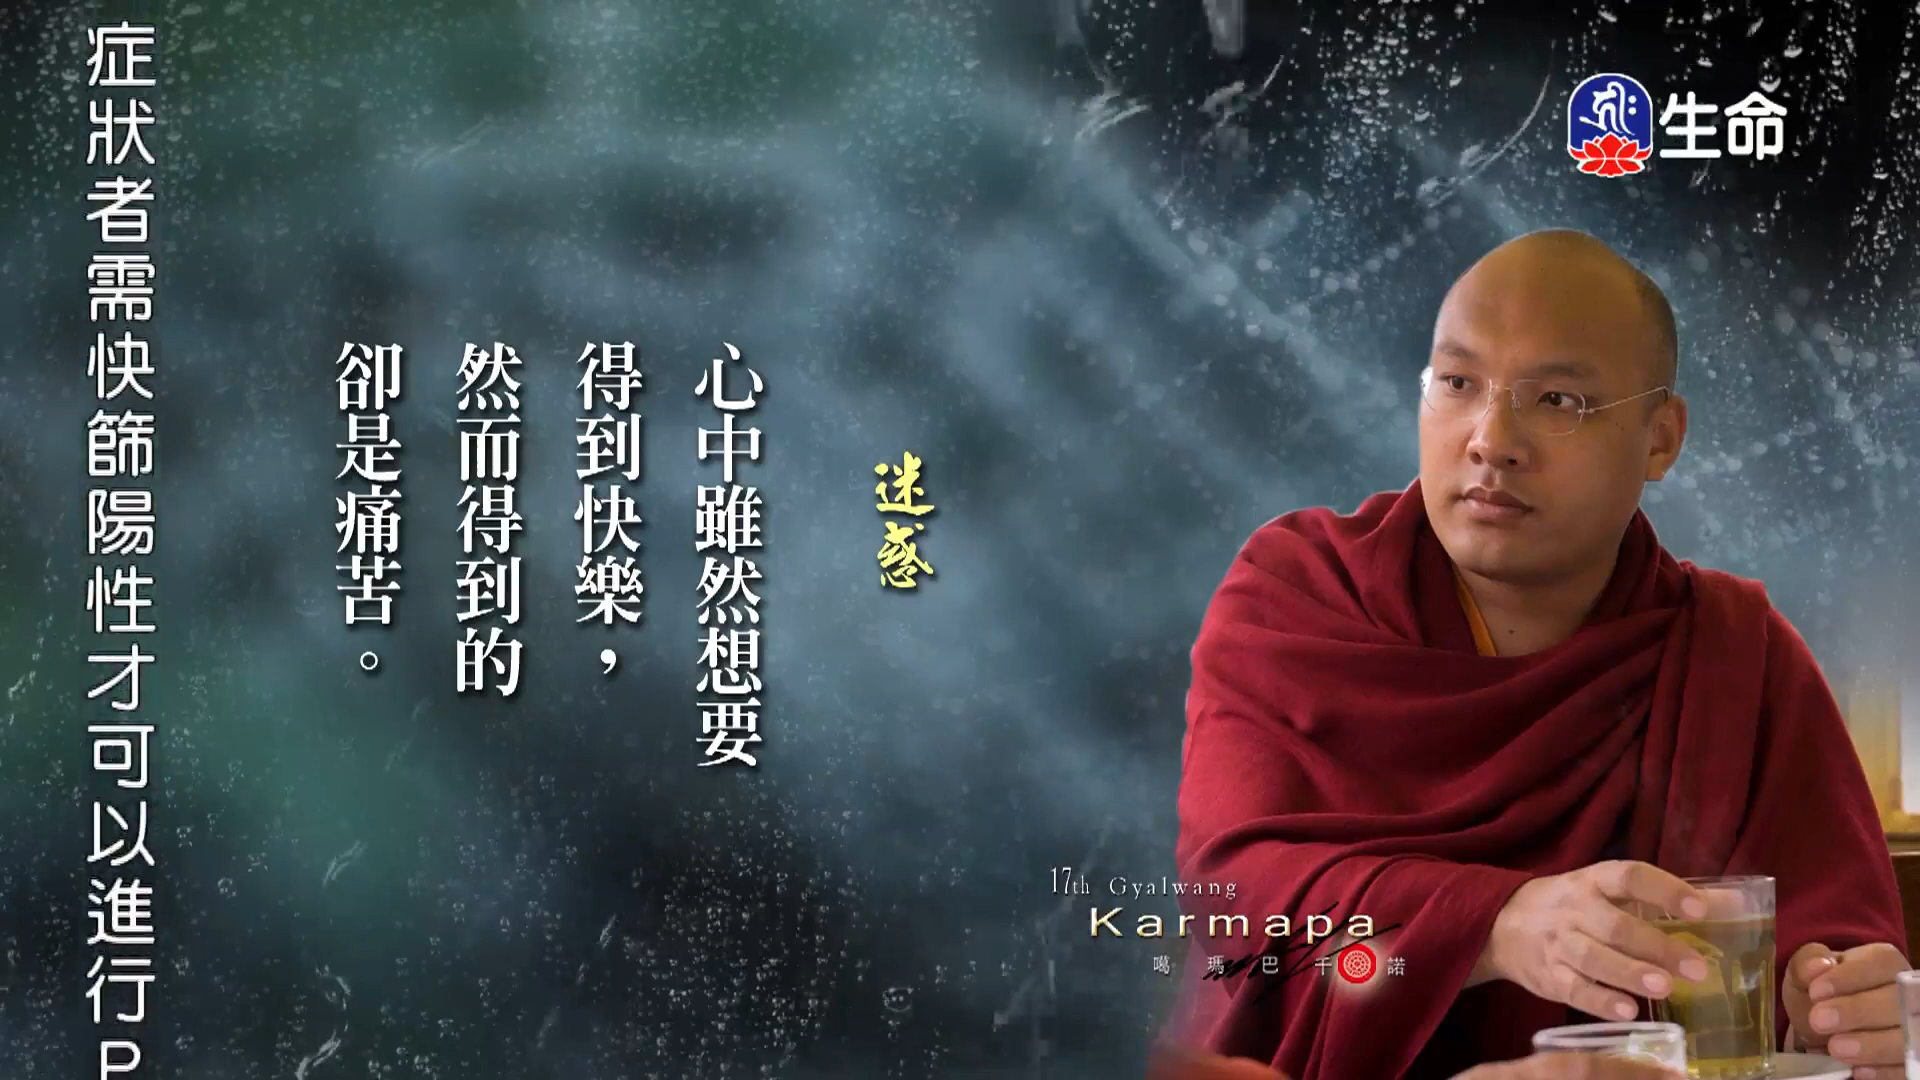 生命
迷惑
心中雖然想要
得到快樂，
然而得到的
卻是痛苦。
症狀者需快篩陽性才可以進行P
17th Gyalwang
Karmapa
噶瑪巴千諾